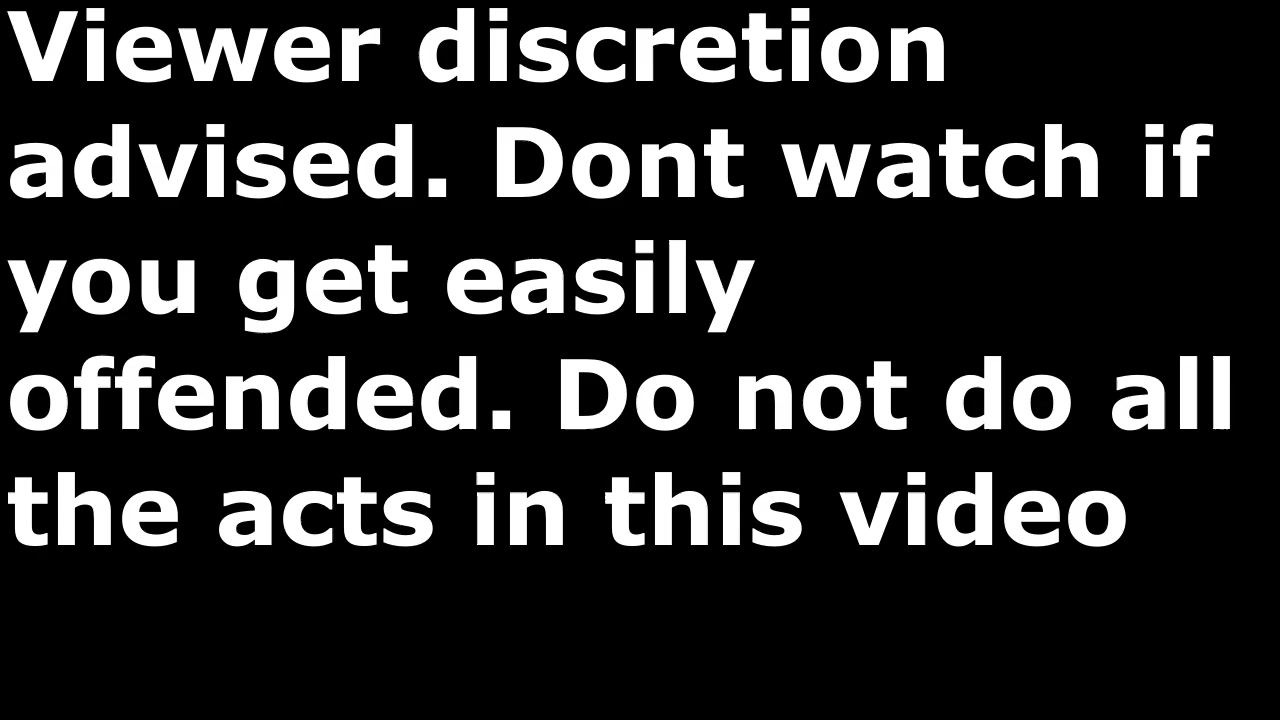 Viewer discretion
advised. Dont watch if
you get easily
offended. Do not do all
the acts in this video